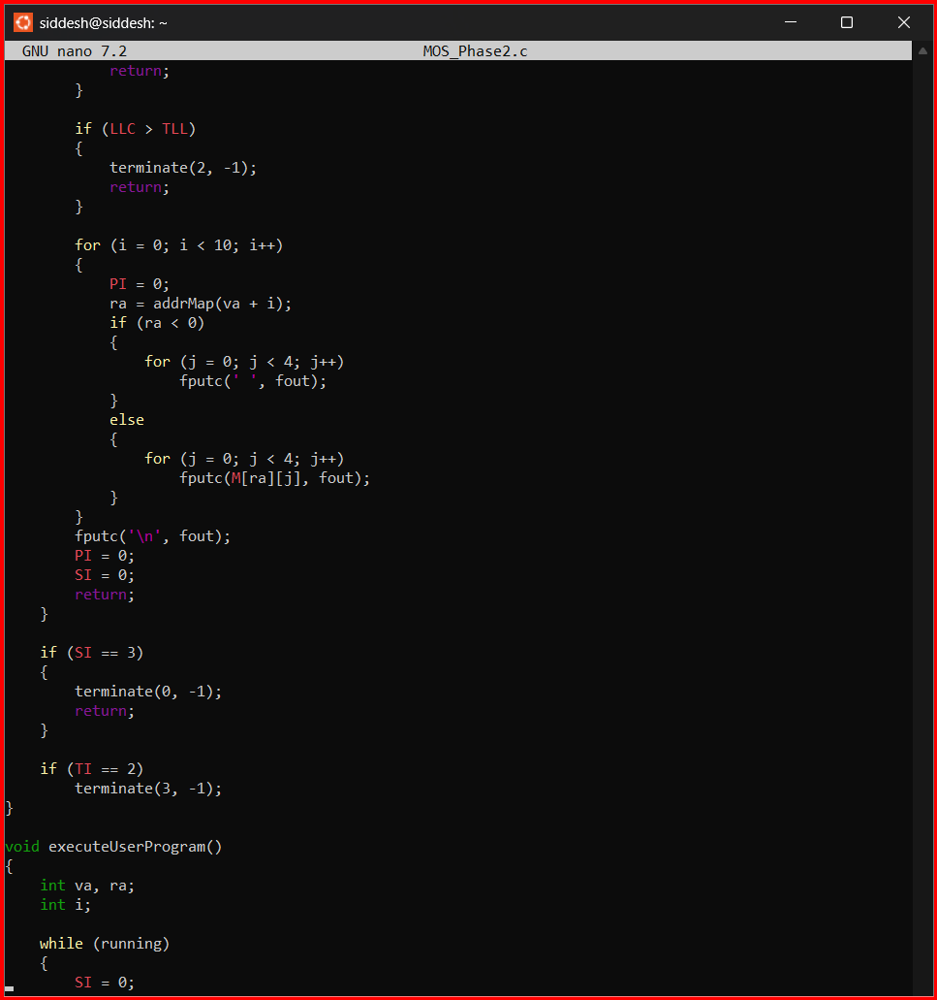 siddesh@siddesh: ~
GNU nano 7.2 MOS_Phase2.c
            return;
        }

        if (LLC > TLL)
        {
            terminate(2, -1);
            return;
        }

        for (i = 0; i < 10; i++)
        {
            PI = 0;
            ra = addrMap(va + i);
            if (ra < 0)
            {
                for (j = 0; j < 4; j++)
                    fputc(' ', fout);
            }
            else
            {
                for (j = 0; j < 4; j++)
                    fputc(M[ra][j], fout);
            }
        }
        fputc('\n', fout);
        PI = 0;
        SI = 0;
        return;
    }

    if (SI == 3)
    {
        terminate(0, -1);
        return;
    }

    if (TI == 2)
        terminate(3, -1);
}

void executeUserProgram()
{
    int va, ra;
    int i;

    while (running)
    {
        SI = 0;